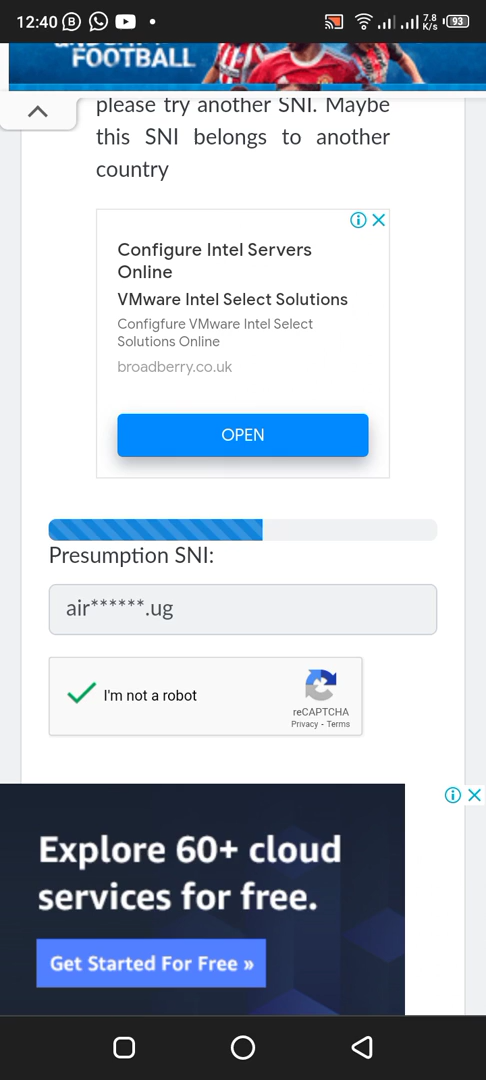 12:40
7.8
K/s
93
FOOTBALL
please try another SNI. Maybe
this SNI belongs to another
country
Configure Intel Servers
Online
VMware Intel Select Solutions
Configfure VMware Intel Select
Solutions Online
broadberry.co.uk
OPEN
Presumption SNI:
air******.ug
I'm not a robot
reCAPTCHA
Privacy - Terms
Explore 60+ cloud
services for free.
Get Started For Free »